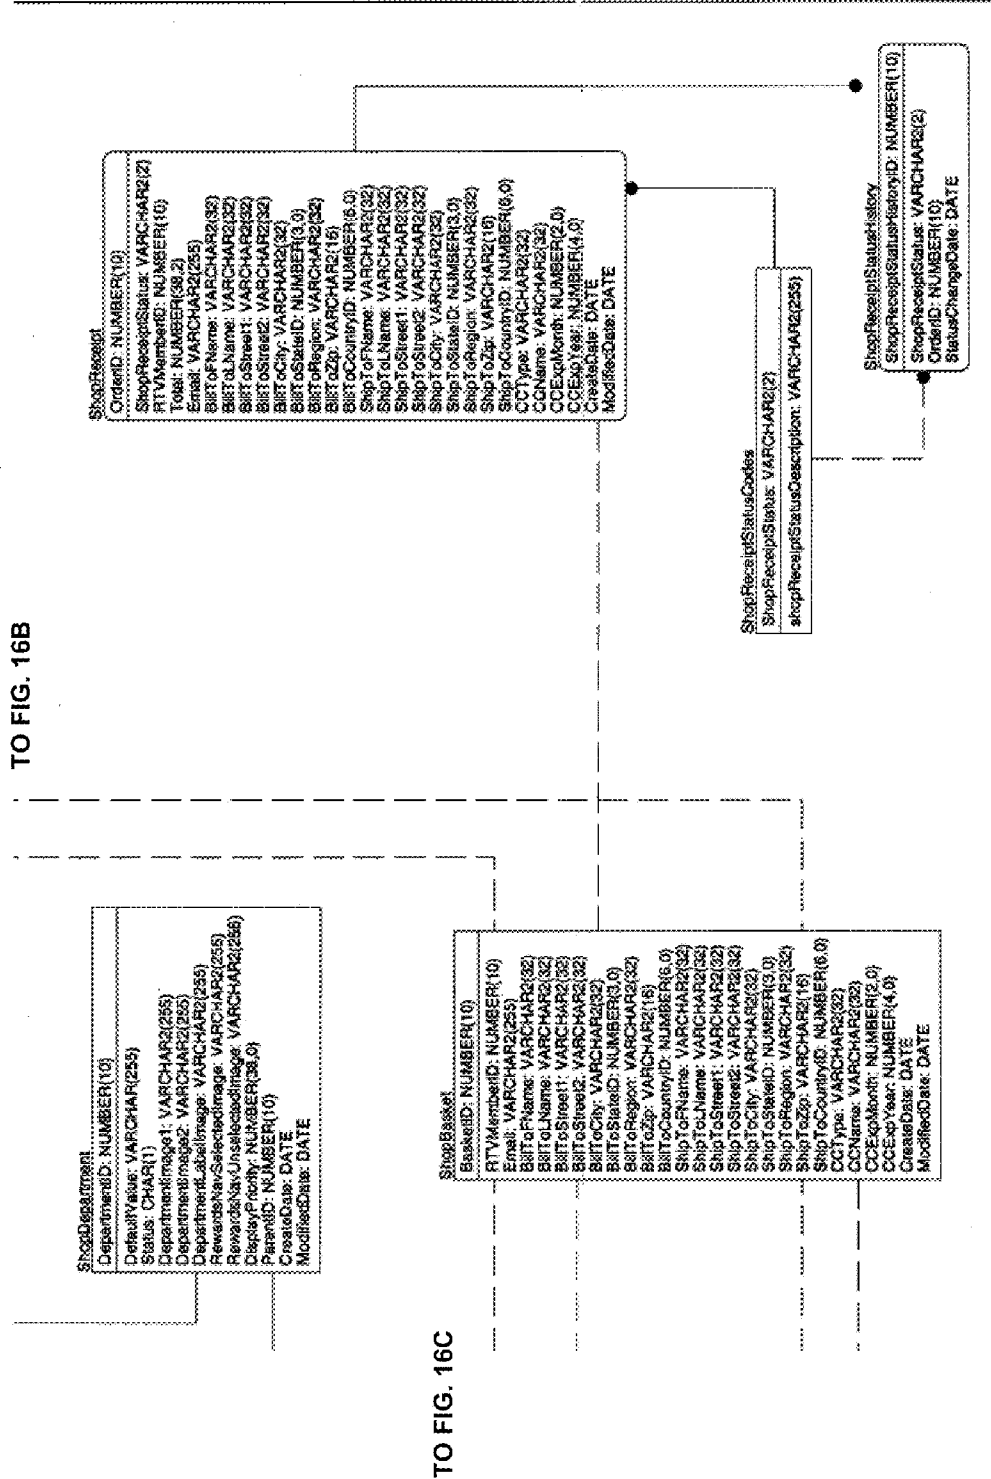 TO FIG. 16B
ShopDepartment
DepartmentID: NUMBER(10)
DefaultValue: VARCHAR(255)
Status: CHAR(1)
DepartmentImage1: VARCHAR2(255)
DepartmentImage2: VARCHAR2(255)
DepartmentLabelImage: VARCHAR2(255)
RewardsNavSelectedImage: VARCHAR2(255)
RewardsNavUnselectedImage: VARCHAR2(255)
DisplayPriority: NUMBER(38,0)
ParentID: NUMBER(10)
CreateDate: DATE
ModifiedDate: DATE
ShopReceipt
OrderID: NUMBER(10)
ShopReceiptStatus: VARCHAR2(2)
RTVMemberID: NUMBER(10)
Total: NUMBER(38,2)
Email: VARCHAR2(255)
BillToFName: VARCHAR2(32)
BillToLName: VARCHAR2(32)
BillToStreet1: VARCHAR2(32)
BillToStreet2: VARCHAR2(32)
BillToCity: VARCHAR2(32)
BillToStateID: NUMBER(3,0)
BillToRegion: VARCHAR2(32)
BillToZip: VARCHAR2(16)
BillToCountryID: NUMBER(6,0)
ShipToFName: VARCHAR2(32)
ShipToLName: VARCHAR2(32)
ShipToStreet1: VARCHAR2(32)
ShipToStreet2: VARCHAR2(32)
ShipToCity: VARCHAR2(32)
ShipToStateID: NUMBER(3,0)
ShipToRegion: VARCHAR2(32)
ShipToZip: VARCHAR2(16)
ShipToCountryID: NUMBER(6,0)
CCType: VARCHAR2(32)
CCName: VARCHAR2(32)
CCExpMonth: NUMBER(2,0)
CCExpYear: NUMBER(4,0)
CreateDate: DATE
ModifiedDate: DATE
TO FIG. 16C
ShopBasket
BasketID: NUMBER(10)
RTVMemberID: NUMBER(10)
Email: VARCHAR2(255)
BillToFName: VARCHAR2(32)
BillToLName: VARCHAR2(32)
BillToStreet1: VARCHAR2(32)
BillToStreet2: VARCHAR2(32)
BillToCity: VARCHAR2(32)
BillToStateID: NUMBER(3,0)
BillToRegion: VARCHAR2(32)
BillToZip: VARCHAR2(16)
BillToCountryID: NUMBER(6,0)
ShipToFName: VARCHAR2(32)
ShipToLName: VARCHAR2(32)
ShipToStreet1: VARCHAR2(32)
ShipToStreet2: VARCHAR2(32)
ShipToCity: VARCHAR2(32)
ShipToStateID: NUMBER(3,0)
ShipToRegion: VARCHAR2(32)
ShipToZip: VARCHAR2(16)
ShipToCountryID: NUMBER(6,0)
CCType: VARCHAR2(32)
CCName: VARCHAR2(32)
CCExpMonth: NUMBER(2,0)
CCExpYear: NUMBER(4,0)
CreateDate: DATE
ModifiedDate: DATE
ShopReceiptStatusCodes
ShopReceiptStatus: VARCHAR2(2)
shopReceiptStatusDescription: VARCHAR2(255)
ShopReceiptStatusHistory
ShopReceiptStatusHistoryID: NUMBER(10)
ShopReceiptStatus: VARCHAR2(2)
OrderID: NUMBER(10)
StatusChangeDate: DATE